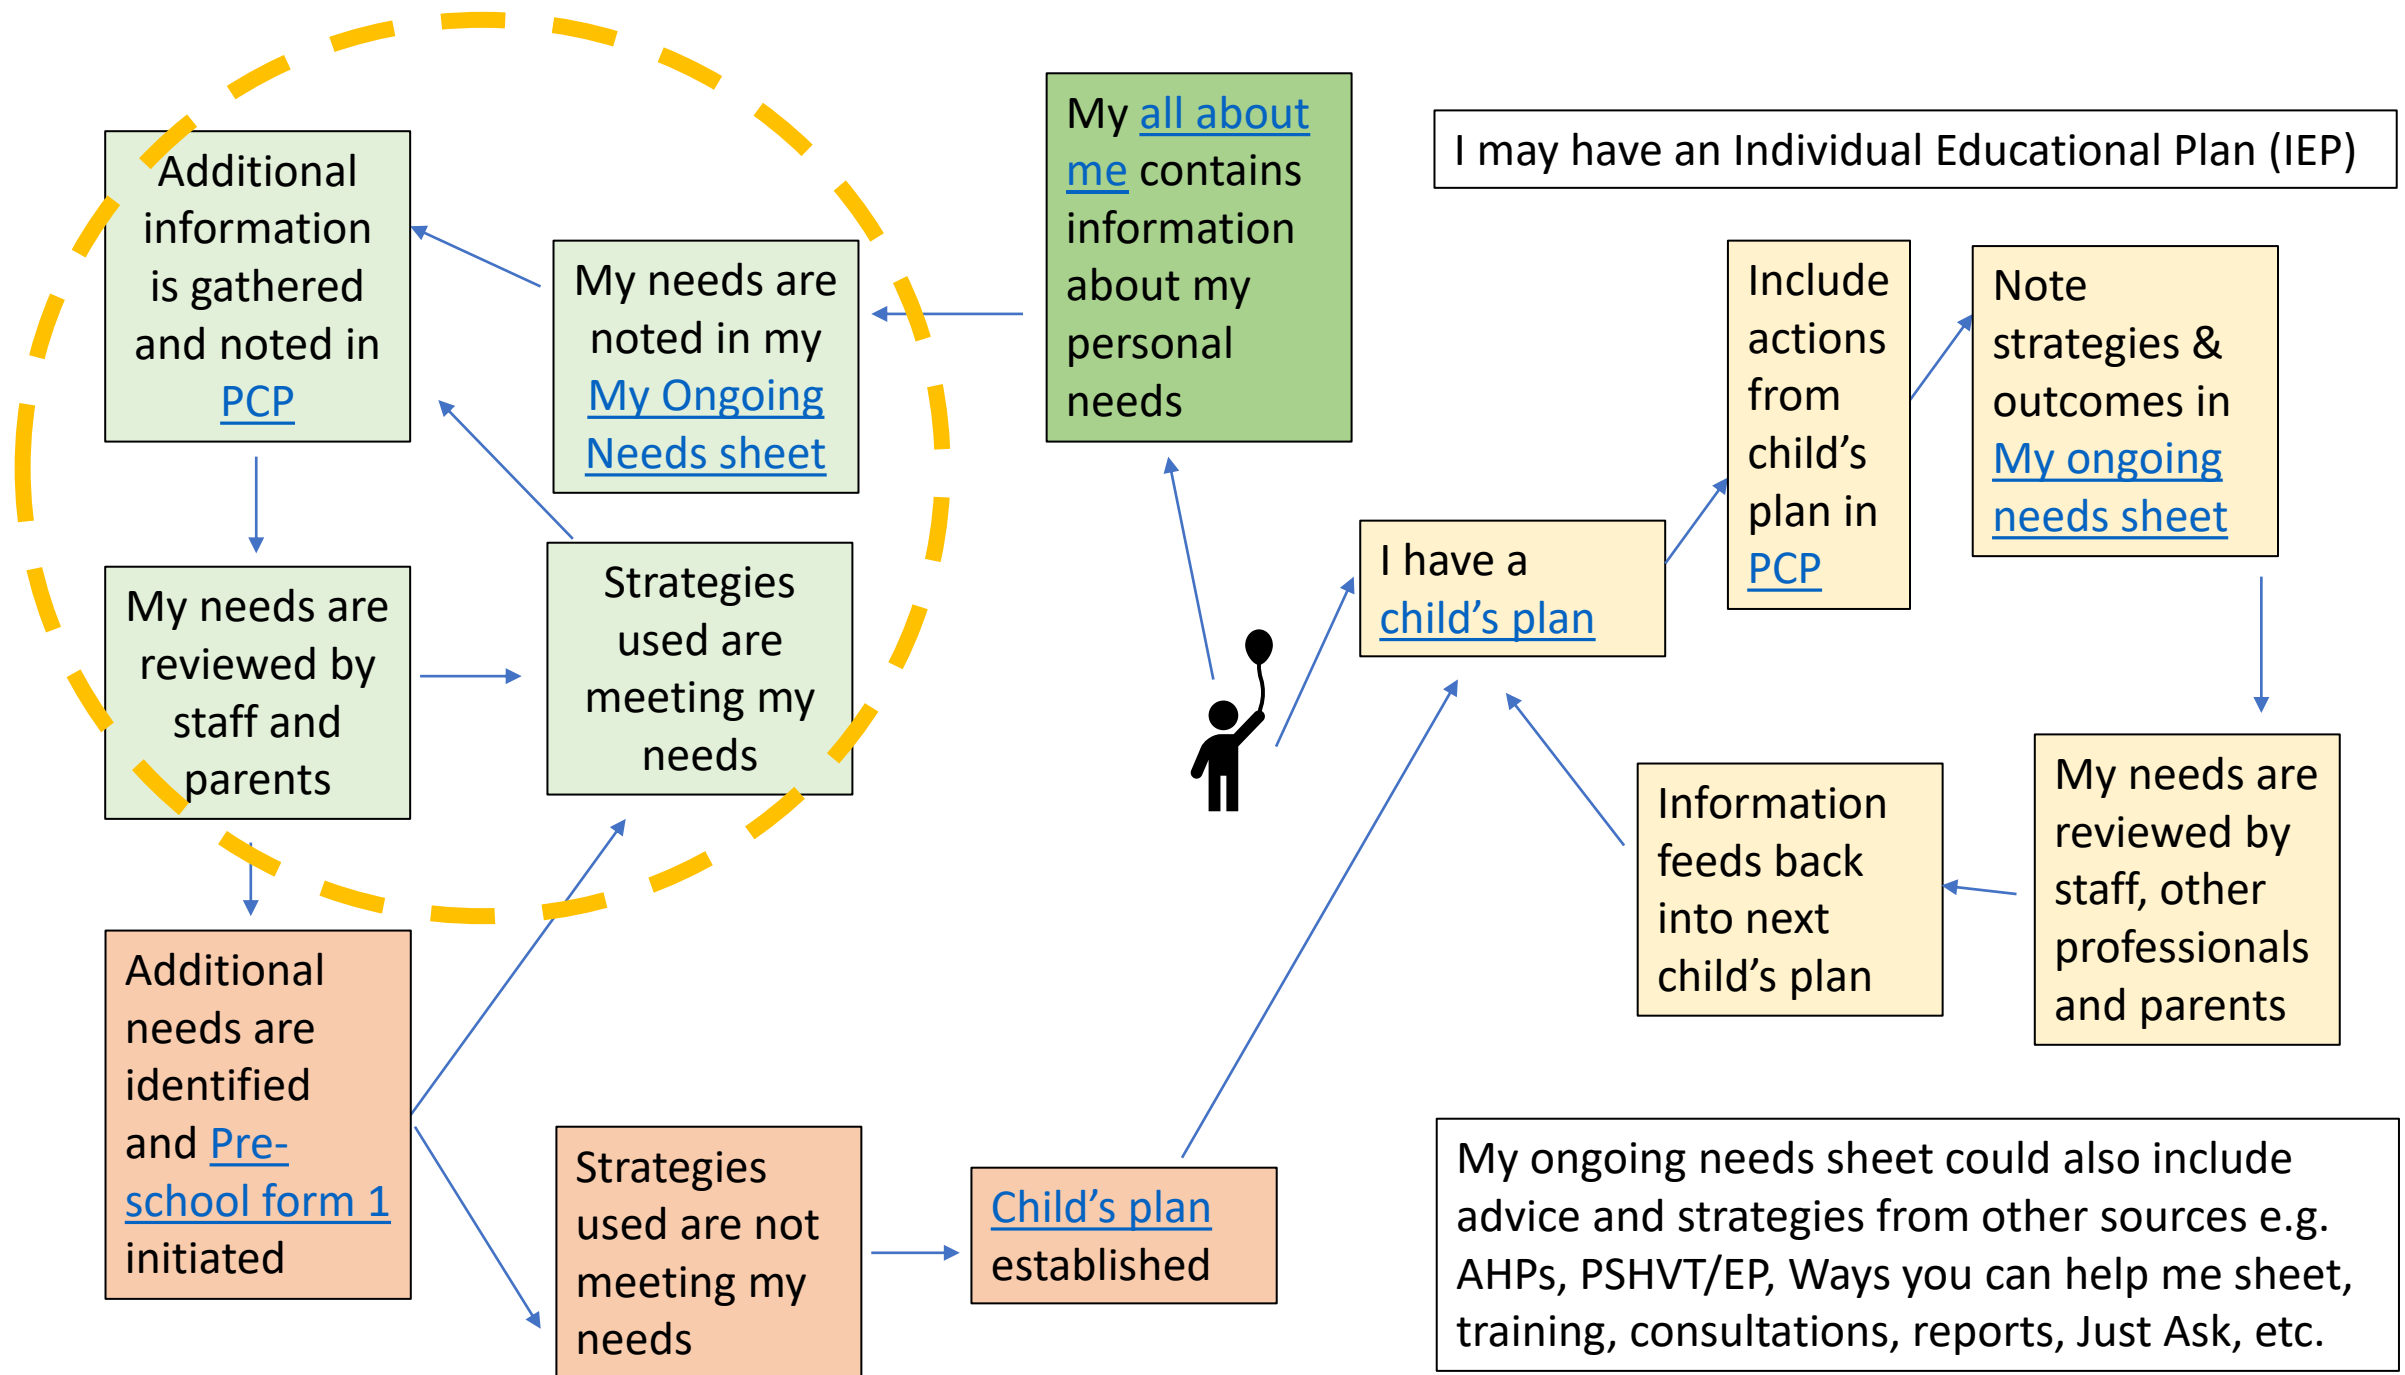 Additional
information
is gathered
and noted in
PCP
My needs are
noted in my
My Ongoing
Needs sheet
My needs are
reviewed by
staff and
parents
Strategies
used are
meeting my
needs
Additional
needs are
identified
and Pre-
school form 1
initiated
Strategies
used are not
meeting my
needs
Child’s plan
established
My all about
me contains
information
about my
personal
needs
I may have an Individual Educational Plan (IEP)
I have a
child’s plan
Include
actions
from
child’s
plan in
PCP
Note
strategies &
outcomes in
My ongoing
needs sheet
My needs are
reviewed by
staff, other
professionals
and parents
Information
feeds back
into next
child’s plan
My ongoing needs sheet could also include
advice and strategies from other sources e.g.
AHPs, PSHVT/EP, Ways you can help me sheet,
training, consultations, reports, Just Ask, etc.